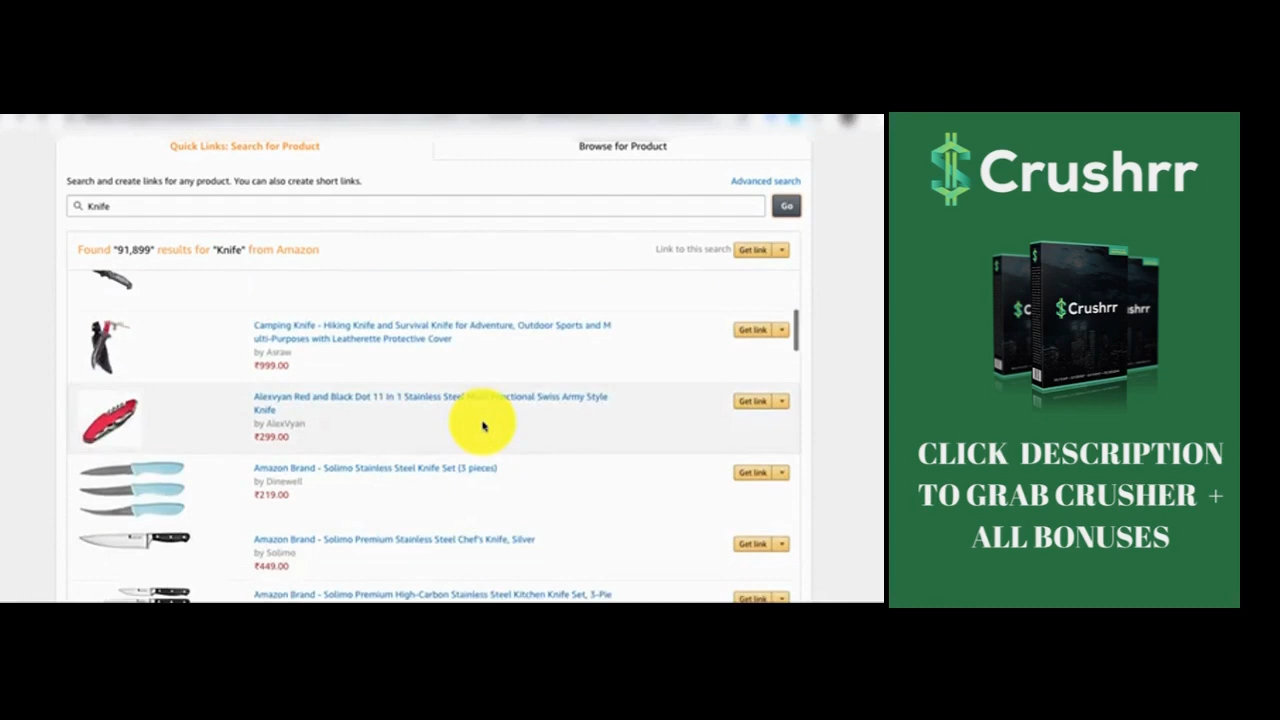 Quick Links: Search for Product
Browse for Product
Search and create links for any product. You can also create short links.
Advanced search
Knife
Go
Found "91,899" results for "Knife" from Amazon
Link to this search
Get link
Camping Knife - Hiking Knife and Survival Knife for Adventure, Outdoor Sports and M
ulti-Purposes with Leatherette Protective Cover
by Asraw
₹999.00
Get link
Alexvyan Red and Black Dot 11 In 1 Stainless Steel Multi Functional Swiss Army Style
Knife
by AlexVyan
₹299.00
Get link
Amazon Brand - Solimo Stainless Steel Knife Set (3 pieces)
by Dinewell
₹219.00
Get link
Amazon Brand - Solimo Premium Stainless Steel Chef's Knife, Silver
by Solimo
₹449.00
Get link
Amazon Brand - Solimo Premium High-Carbon Stainless Steel Kitchen Knife Set, 3-Pie
Get link
Crushrr
Crushrr
CLICK DESCRIPTION
TO GRAB CRUSHER +
ALL BONUSES